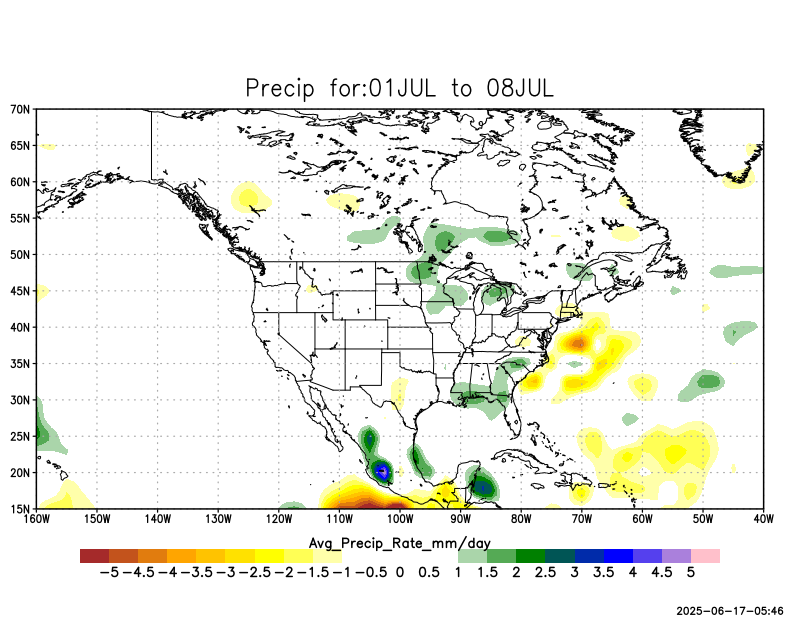 Precip for:01JUL to 08JUL
70N
65N
60N
55N
50N
45N
40N
35N
30N
25N
20N
15N
160W 150W 140W 130W 120W 110W 100W 90W 80W 70W 60W 50W 40W
Avg_Precip_Rate_mm/day
-5 -4.5 -4 -3.5 -3 -2.5 -2 -1.5 -1 -0.5 0 0.5 1 1.5 2 2.5 3 3.5 4 4.5 5
2025-06-17-05:46